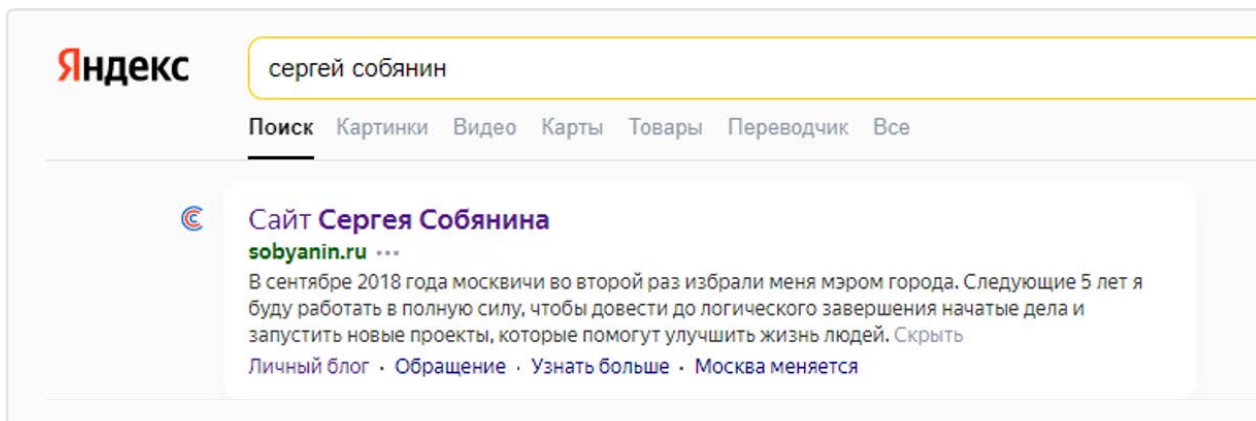 Яндекс
сергей собянин
Поиск Картинки Видео Карты Товары Переводчик Все
Сайт Сергея Собянина
sobyanin.ru ···
В сентябре 2018 года москвичи во второй раз избрали меня мэром города. Следующие 5 лет я
буду работать в полную силу, чтобы довести до логического завершения начатые дела и
запустить новые проекты, которые помогут улучшить жизнь людей. Скрыть
Личный блог · Обращение · Узнать больше · Москва меняется